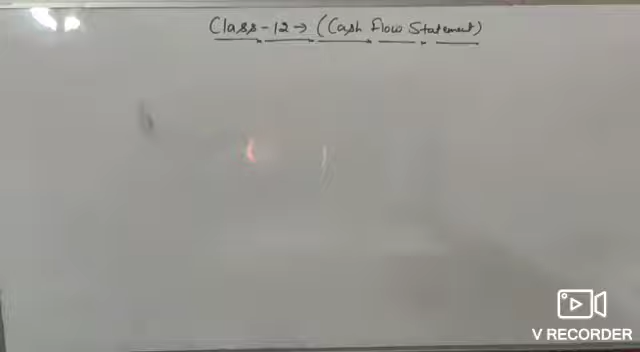 Class-12→ (Cash Flow Statement)
V RECORDER